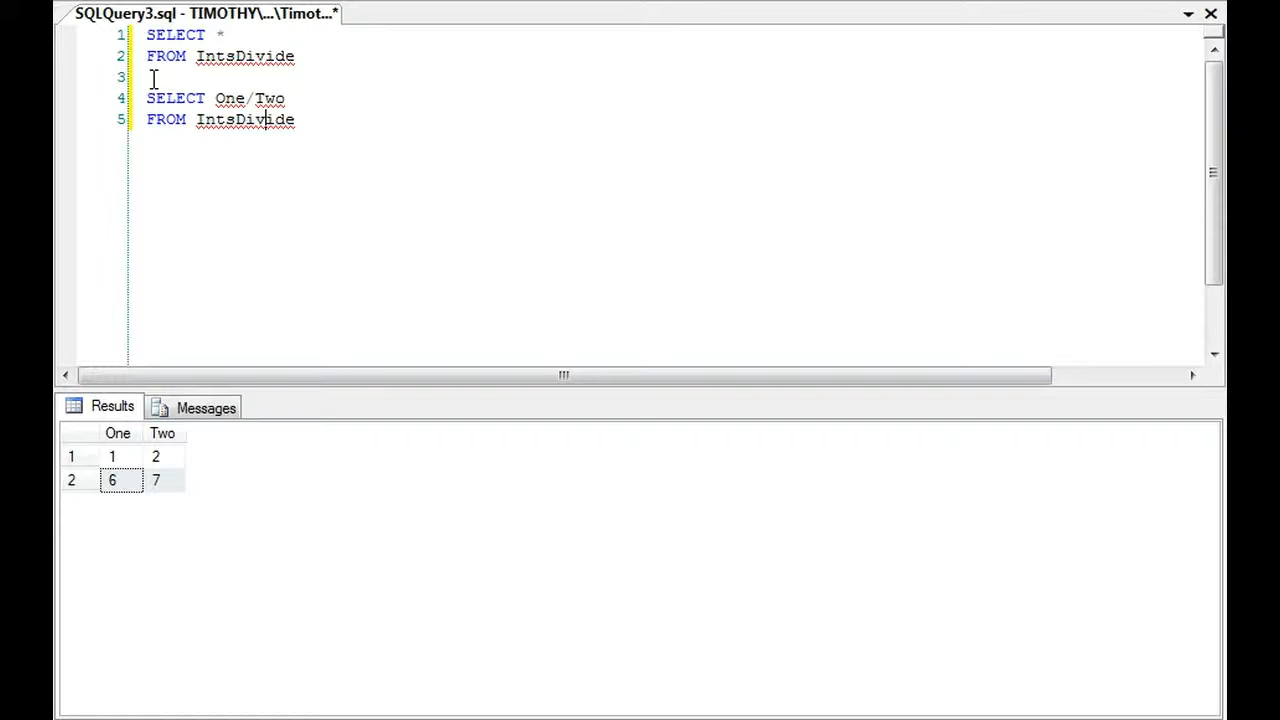 SQLQuery3.sql - TIMOTHY\...\Timot...*
1 SELECT *
2 FROM IntsDivide
3
4 SELECT One/Two
5 FROM IntsDivide
Results Messages
One Two
1 1 2
2 6 7